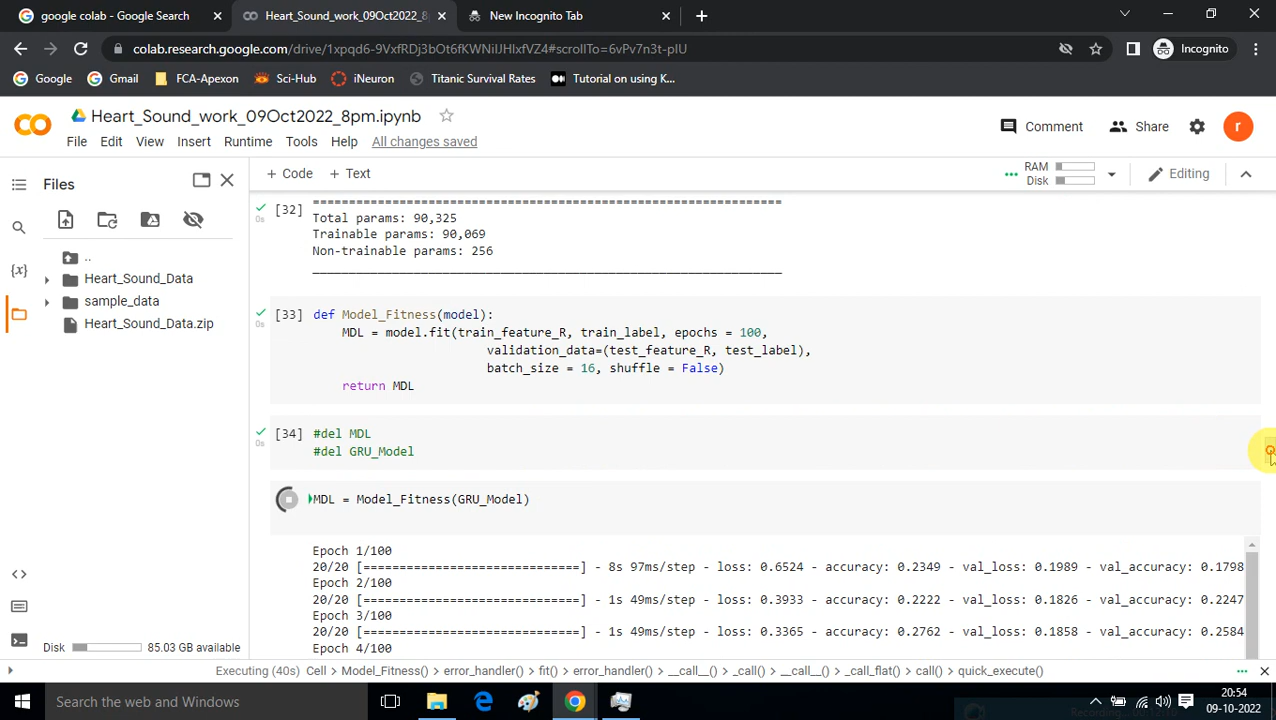 google colab - Google Search
Heart_Sound_work_09Oct2022_8
New Incognito Tab
colab.research.google.com/drive/1xpqd6-9VxfRDj3bOt6fKWNiIJHIxfVZ4#scrollTo=6vPv7n3t-pIU
Incognito
Google
Gmail
FCA-Apexon
Sci-Hub
iNeuron
Titanic Survival Rates
Tutorial on using K...
Heart_Sound_work_09Oct2022_8pm.ipynb
Comment
Share
r
File Edit View Insert Runtime Tools Help All changes saved
Files
+ Code + Text
RAM
Disk
Editing
..
Heart_Sound_Data
sample_data
Heart_Sound_Data.zip
Disk 85.03 GB available
0s [32] =================================================================
Total params: 90,325
Trainable params: 90,069
Non-trainable params: 256
_________________________________________________________________
0s [33] def Model_Fitness(model):
MDL = model.fit(train_feature_R, train_label, epochs = 100,
validation_data=(test_feature_R, test_label),
batch_size = 16, shuffle = False)
return MDL
0s [34] #del MDL
#del GRU_Model
MDL = Model_Fitness(GRU_Model)
Epoch 1/100
20/20 [==============================] - 8s 97ms/step - loss: 0.6524 - accuracy: 0.2349 - val_loss: 0.1989 - val_accuracy: 0.1798
Epoch 2/100
20/20 [==============================] - 1s 49ms/step - loss: 0.3933 - accuracy: 0.2222 - val_loss: 0.1826 - val_accuracy: 0.2247
Epoch 3/100
20/20 [==============================] - 1s 49ms/step - loss: 0.3365 - accuracy: 0.2762 - val_loss: 0.1858 - val_accuracy: 0.2584
Epoch 4/100
Executing (40s) Cell > Model_Fitness() > error_handler() > fit() > error_handler() > __call__() > _call() > __call__() > _call_flat() > call() > quick_execute()
Search the web and Windows
20:54
09-10-2022